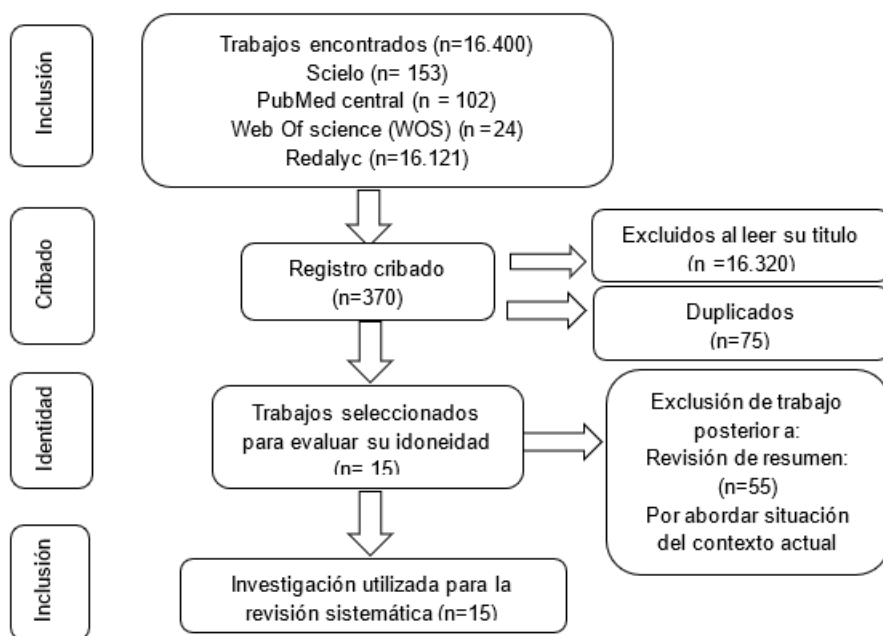 Inclusión
Trabajos encontrados (n=16.400)
Scielo (n= 153)
PubMed central (n = 102)
Web Of science (WOS) (n =24)
Redalyc (n=16.121)
Cribado
Registro cribado
(n=370)
Excluidos al leer su titulo
(n =16.320)
Duplicados
(n=75)
Identidad
Trabajos seleccionados
para evaluar su idoneidad
(n= 15)
Exclusión de trabajo
posterior a:
Revisión de resumen:
(n=55)
Por abordar situación
del contexto actual
Inclusión
Investigación utilizada para la
revisión sistemática (n=15)